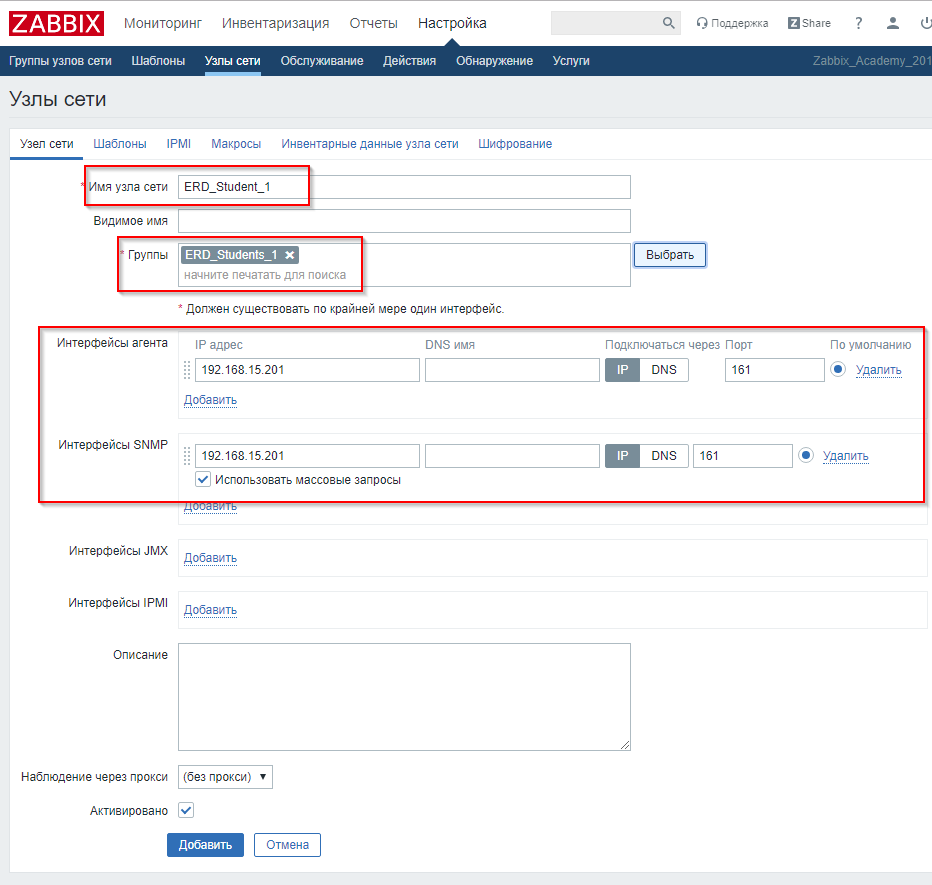 ZABBIX Мониторинг Инвентаризация Отчеты Настройка Поддержка Z Share ?
Группы узлов сети Шаблоны Узлы сети Обслуживание Действия Обнаружение Услуги Zabbix_Academy_201
Узлы сети
Узел сети Шаблоны IPMI Макросы Инвентарные данные узла сети Шифрование
* Имя узла сети ERD_Student_1
Видимое имя
* Группы ERD_Students_1 Выбрать
начните печатать для поиска
* Должен существовать по крайней мере один интерфейс.
Интерфейсы агента IP адрес DNS имя Подключаться через Порт По умолчанию
192.168.15.201 IP DNS 161 Удалить
Добавить
Интерфейсы SNMP
192.168.15.201 IP DNS 161 Удалить
Использовать массовые запросы
Добавить
Интерфейсы JMX
Добавить
Интерфейсы IPMI
Добавить
Описание
Наблюдение через прокси (без прокси)
Активировано
Добавить Отмена